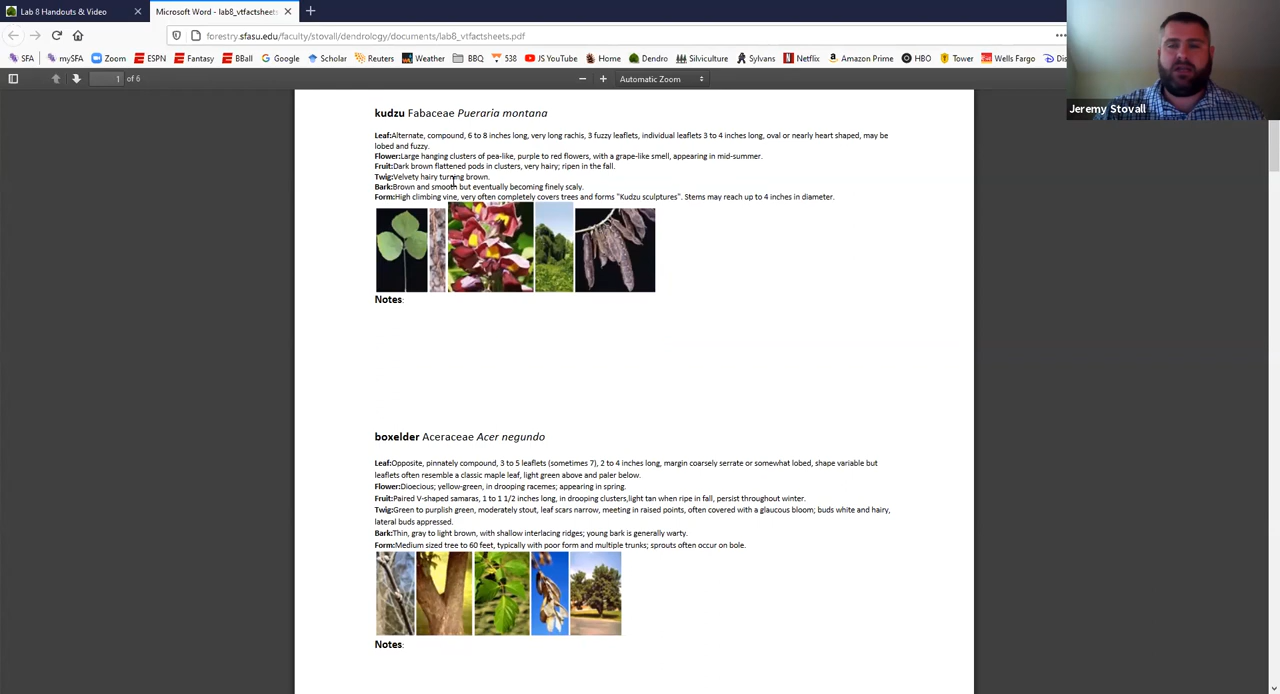 Lab 8 Handouts & Video
Microsoft Word - lab8_vtfactsheets
forestry.sfasu.edu/faculty/stovall/dendrology/documents/lab8_vtfactsheets.pdf
SFA mySFA Zoom ESPN Fantasy BBall Google Scholar Reuters Weather BBQ 538 JS YouTube Home Dendro Silviculture Sylvans Netflix Amazon Prime HBO Tower Wells Fargo
1 of 6
Automatic Zoom
Jeremy Stovall
kudzu Fabaceae Pueraria montana
Leaf:Alternate, compound, 6 to 8 inches long, very long rachis, 3 fuzzy leaflets, individual leaflets 3 to 4 inches long, oval or nearly heart shaped, may be
lobed and fuzzy.
Flower:Large hanging clusters of pea-like, purple to red flowers, with a grape-like smell, appearing in mid-summer.
Fruit:Dark brown flattened pods in clusters, very hairy; ripen in the fall.
Twig:Velvety hairy turning brown.
Bark:Brown and smooth but eventually becoming finely scaly.
Form:High climbing vine, very often completely covers trees and forms "Kudzu sculptures". Stems may reach up to 4 inches in diameter.
Notes:
boxelder Aceraceae Acer negundo
Leaf:Opposite, pinnately compound, 3 to 5 leaflets (sometimes 7), 2 to 4 inches long, margin coarsely serrate or somewhat lobed, shape variable but
leaflets often resemble a classic maple leaf, light green above and paler below.
Flower:Dioecious; yellow-green, in drooping racemes; appearing in spring.
Fruit:Paired V-shaped samaras, 1 to 1 1/2 inches long, in drooping clusters,light tan when ripe in fall, persist throughout winter.
Twig:Green to purplish green, moderately stout, leaf scars narrow, meeting in raised points, often covered with a glaucous bloom; buds white and hairy,
lateral buds appressed.
Bark:Thin, gray to light brown, with shallow interlacing ridges; young bark is generally warty.
Form:Medium sized tree to 60 feet, typically with poor form and multiple trunks; sprouts often occur on bole.
Notes: